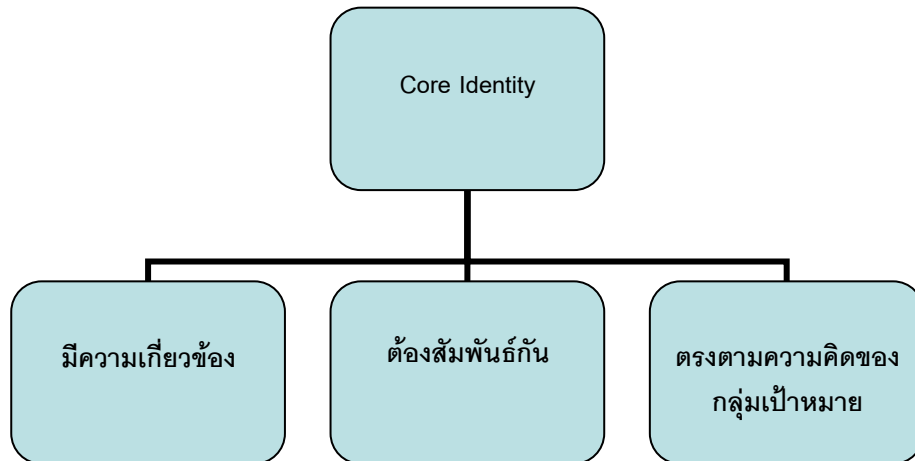 Core Identity
มีความเกี่ยวข้อง
ต้องสัมพันธ์กัน
ตรงตามความคิดของ
กลุ่มเป้าหมาย